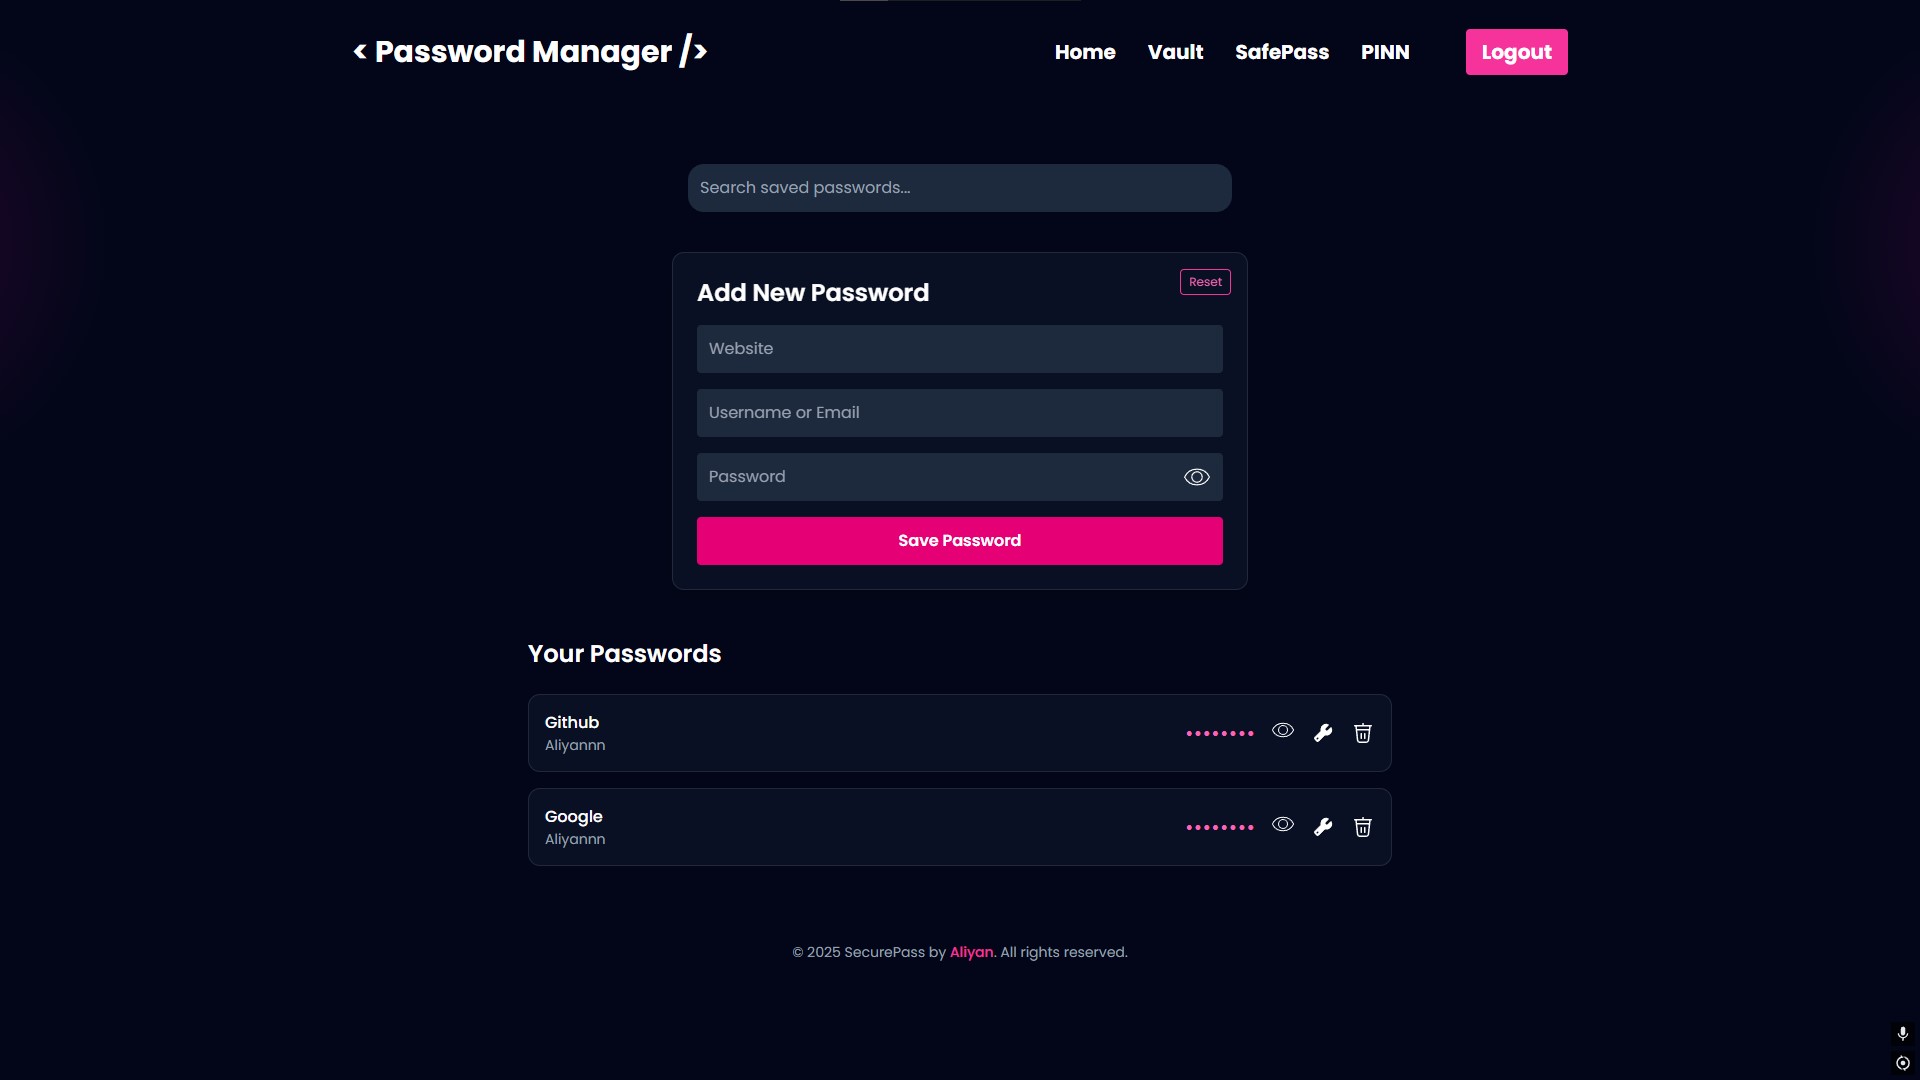 < Password Manager />
Home Vault SafePass PINN Logout
Search saved passwords...
Add New Password
Reset
Website
Username or Email
Password
Save Password
Your Passwords
Github
Aliyannn
••••••••
Google
Aliyannn
••••••••
© 2025 SecurePass by Aliyan. All rights reserved.